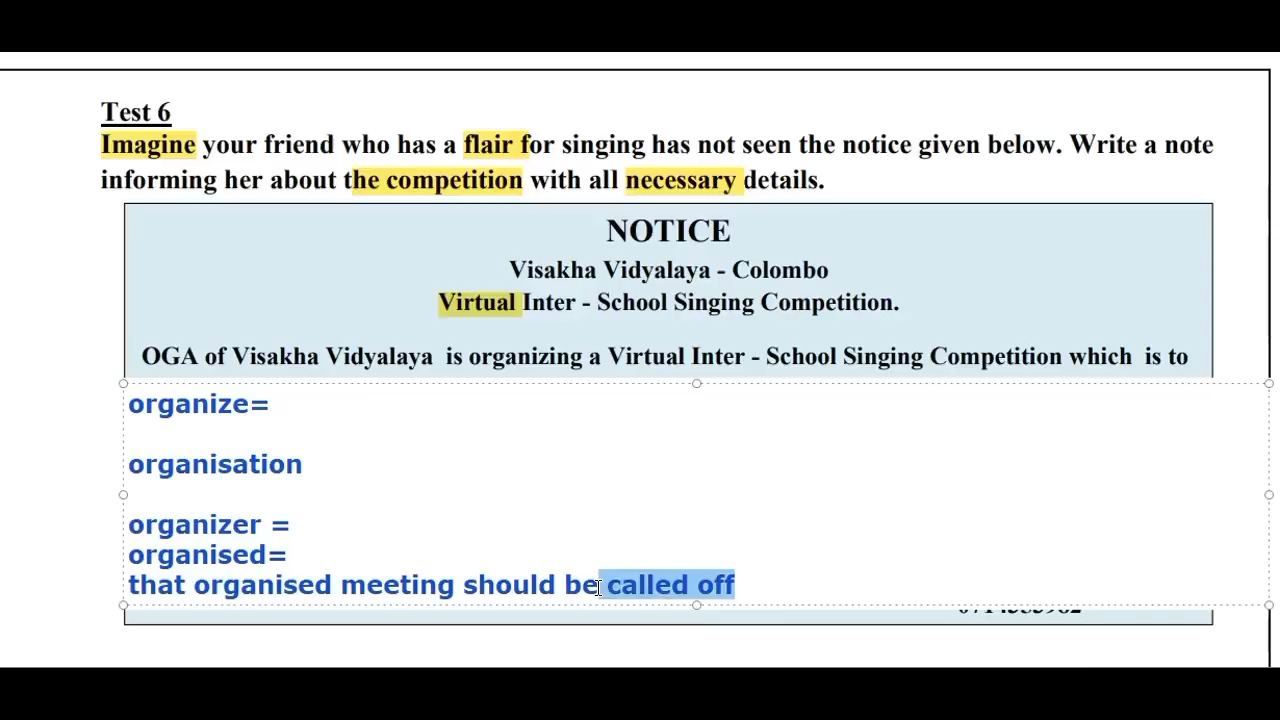 Test 6
Imagine your friend who has a flair for singing has not seen the notice given below. Write a note
informing her about the competition with all necessary details.
NOTICE
Visakha Vidyalaya - Colombo
Virtual Inter - School Singing Competition.
OGA of Visakha Vidyalaya is organizing a Virtual Inter - School Singing Competition which is to
organize=
organisation
organizer =
organised=
that organised meeting should be called off